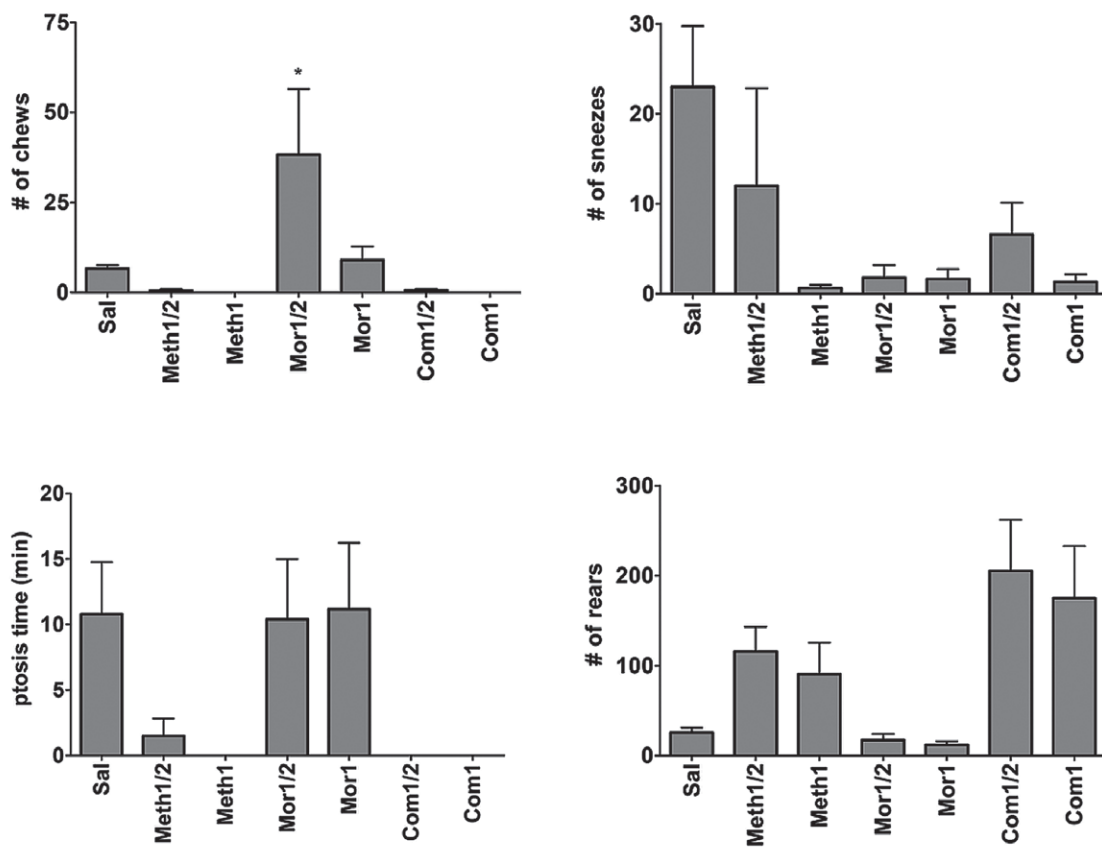 # of chews
75
50
25
0
*
Sal
Meth1/2
Meth1
Mor1/2
Mor1
Com1/2
Com1
# of sneezes
30
20
10
0
Sal
Meth1/2
Meth1
Mor1/2
Mor1
Com1/2
Com1
ptosis time (min)
20
15
10
5
0
Sal
Meth1/2
Meth1
Mor1/2
Mor1
Com1/2
Com1
# of rears
300
200
100
0
Sal
Meth1/2
Meth1
Mor1/2
Mor1
Com1/2
Com1